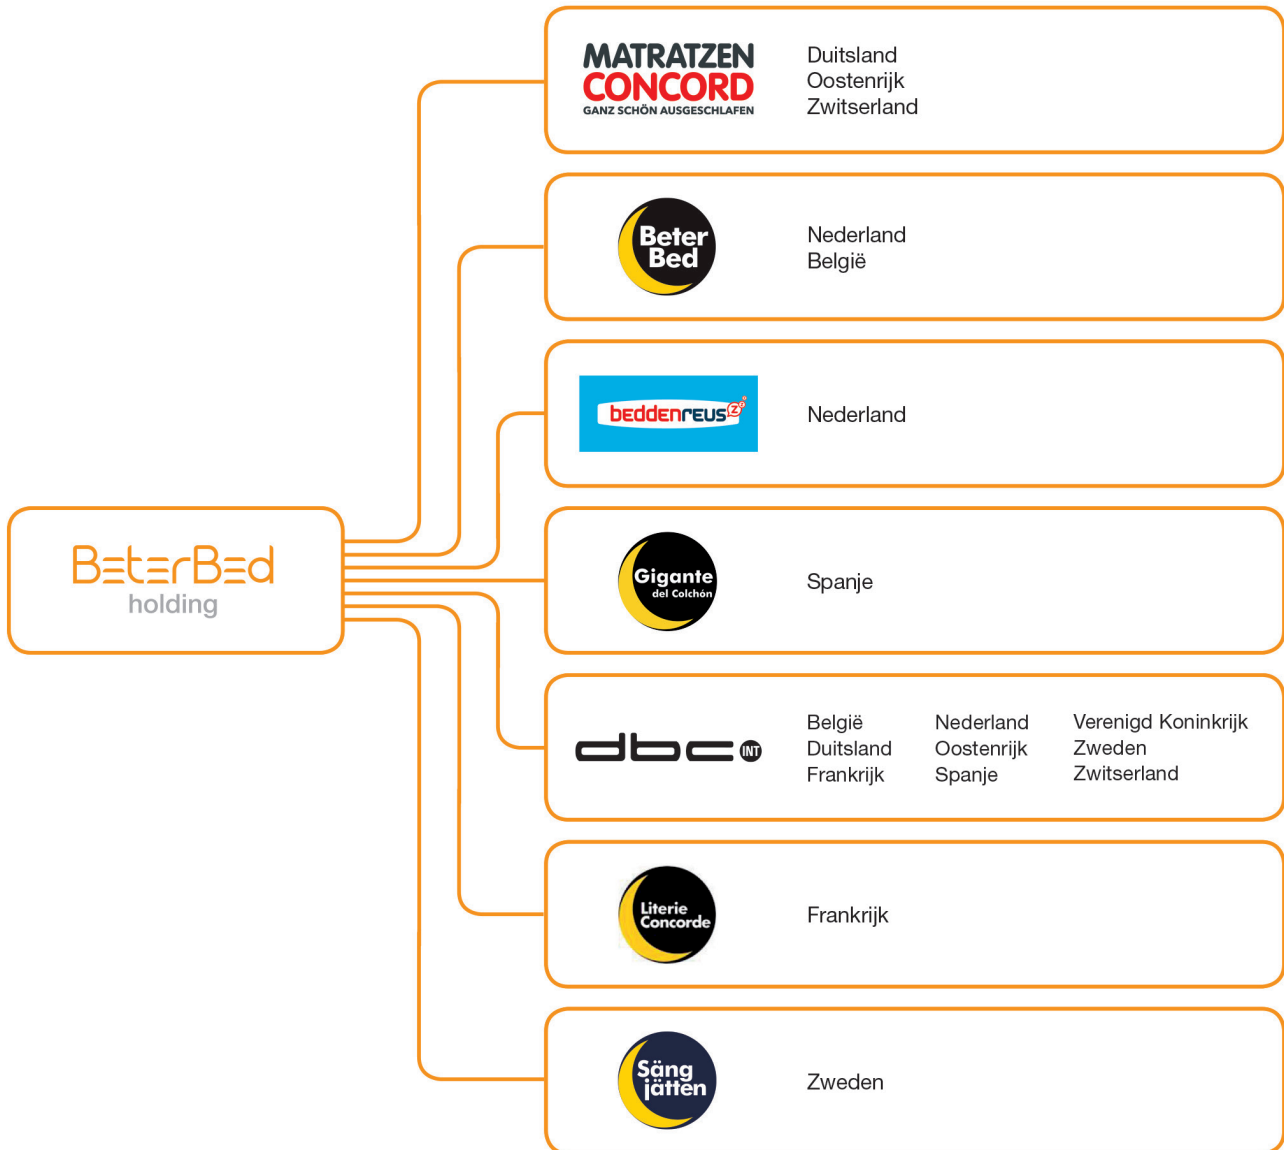 MATRATZEN
CONCORD
GANZ SCHÖN AUSGESCHLAFEN
Duitsland
Oostenrijk
Zwitserland
Beter
Bed
Nederland
België
beddenreus
z z z
Nederland
BeterBed
holding
Gigante
del Colchón
Spanje
dbc INT
België
Duitsland
Frankrijk
Nederland
Oostenrijk
Spanje
Verenigd Koninkrijk
Zweden
Zwitserland
Literie
Concorde
Frankrijk
Säng
jätten
Zweden